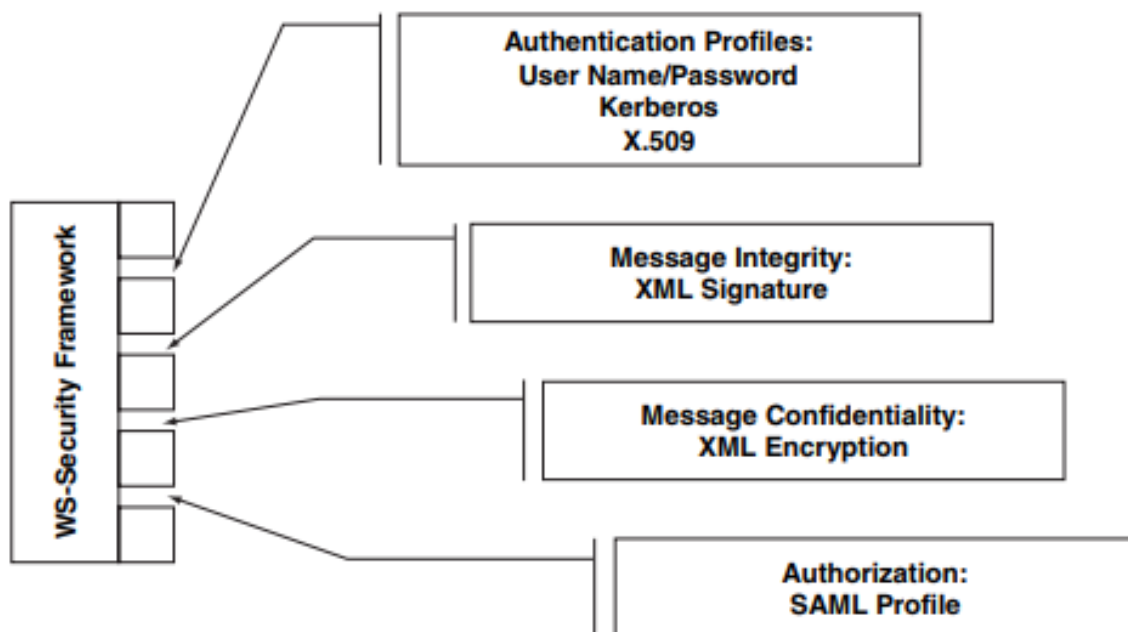 Authentication Profiles:
User Name/Password
Kerberos
X.509
WS-Security Framework
Message Integrity:
XML Signature
Message Confidentiality:
XML Encryption
Authorization:
SAML Profile